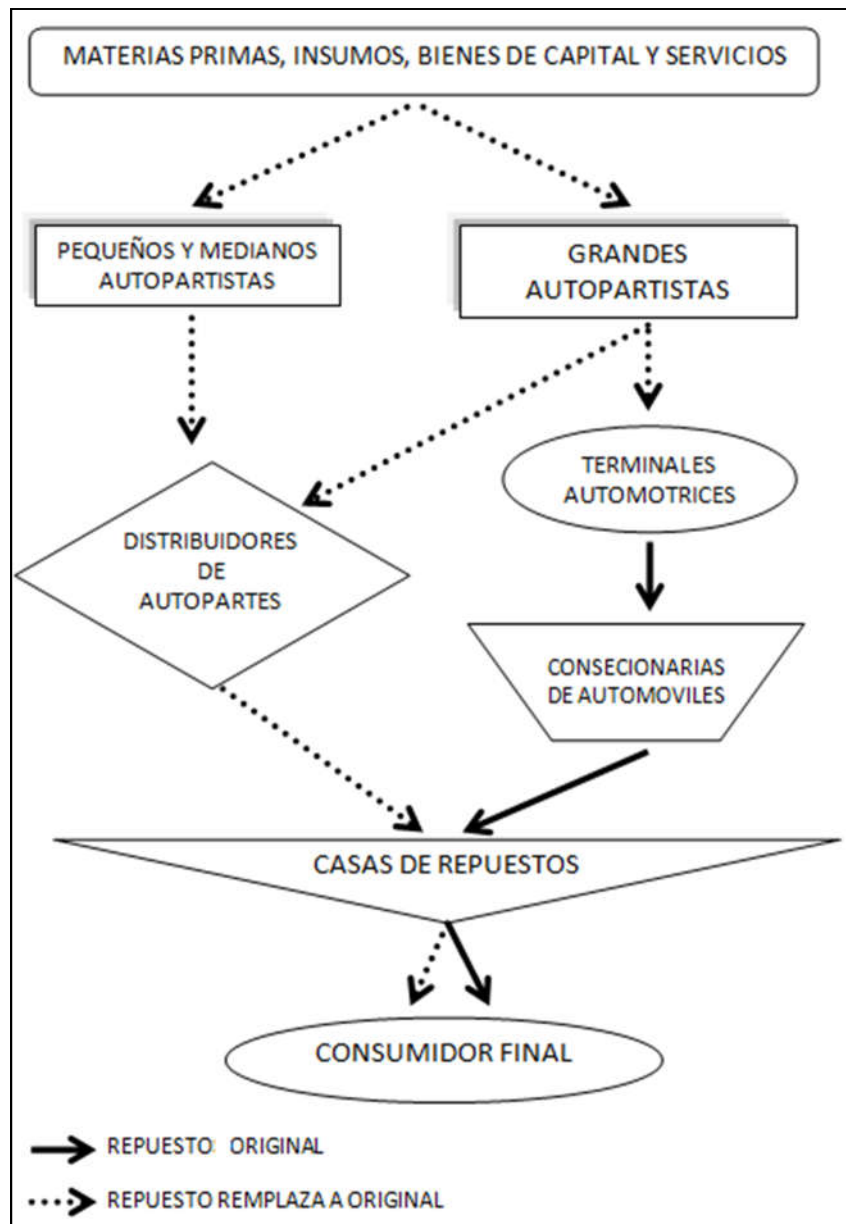 MATERIAS PRIMAS, INSUMOS, BIENES DE CAPITAL Y SERVICIOS
PEQUEÑOS Y MEDIANOS
AUTOPARTISTAS
GRANDES
AUTOPARTISTAS
TERMINALES
AUTOMOTRICES
DISTRIBUIDORES
DE
AUTOPARTES
CONSECIONARIAS
DE AUTOMOVILES
CASAS DE REPUESTOS
CONSUMIDOR FINAL
REPUESTO: ORIGINAL
REPUESTO REMPLAZA A ORIGINAL